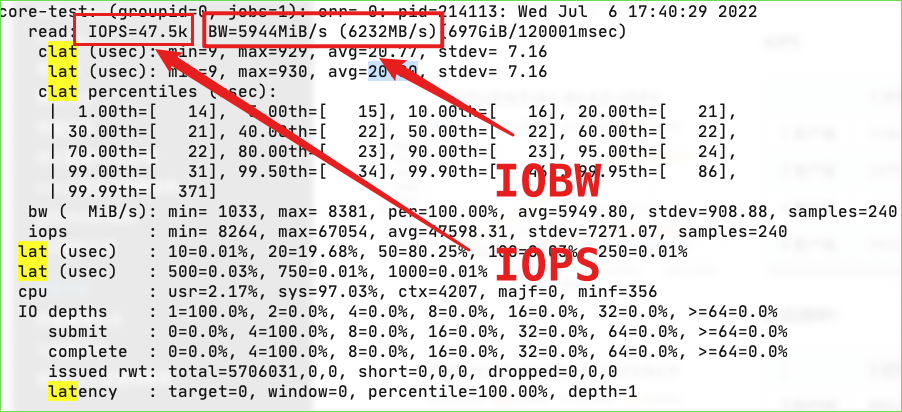 core-test: (groupid=0, jobs=1): err= 0: pid=214113: Wed Jul  6 17:40:29 2022
read: IOPS=47.5k, BW=5944MiB/s (6232MB/s)(697GiB/120001msec)
clat (usec): min=9, max=929, avg=20.77, stdev= 7.16
lat (usec): min=9, max=930, avg=20. 0, stdev= 7.16
clat percentiles (usec):
|  1.00th=[   14],  5.00th=[   15], 10.00th=[   16], 20.00th=[   21],
| 30.00th=[   21], 40.00th=[   22], 50.00th=[   22], 60.00th=[   22],
| 70.00th=[   22], 80.00th=[   23], 90.00th=[   23], 95.00th=[   24],
| 99.00th=[   31], 99.50th=[   34], 99.90th=[   46], 99.95th=[   86],
| 99.99th=[  371]
IOBW
bw (  MiB/s): min= 1033, max= 8381, per=100.00%, avg=5949.80, stdev=908.88, samples=240
iops        : min= 8264, max=67054, avg=47598.31, stdev=7271.07, samples=240
lat (usec)   : 10=0.01%, 20=19.68%, 50=80.25%, 100=0.03%, 250=0.01%
IOPS
lat (usec)   : 500=0.03%, 750=0.01%, 1000=0.01%
cpu          : usr=2.17%, sys=97.03%, ctx=4207, majf=0, minf=356
IO depths    : 1=100.0%, 2=0.0%, 4=0.0%, 8=0.0%, 16=0.0%, 32=0.0%, >=64=0.0%
submit    : 0=0.0%, 4=100.0%, 8=0.0%, 16=0.0%, 32=0.0%, 64=0.0%, >=64=0.0%
complete  : 0=0.0%, 4=100.0%, 8=0.0%, 16=0.0%, 32=0.0%, 64=0.0%, >=64=0.0%
issued rwt: total=5706031,0,0, short=0,0,0, dropped=0,0,0
latency   : target=0, window=0, percentile=100.00%, depth=1